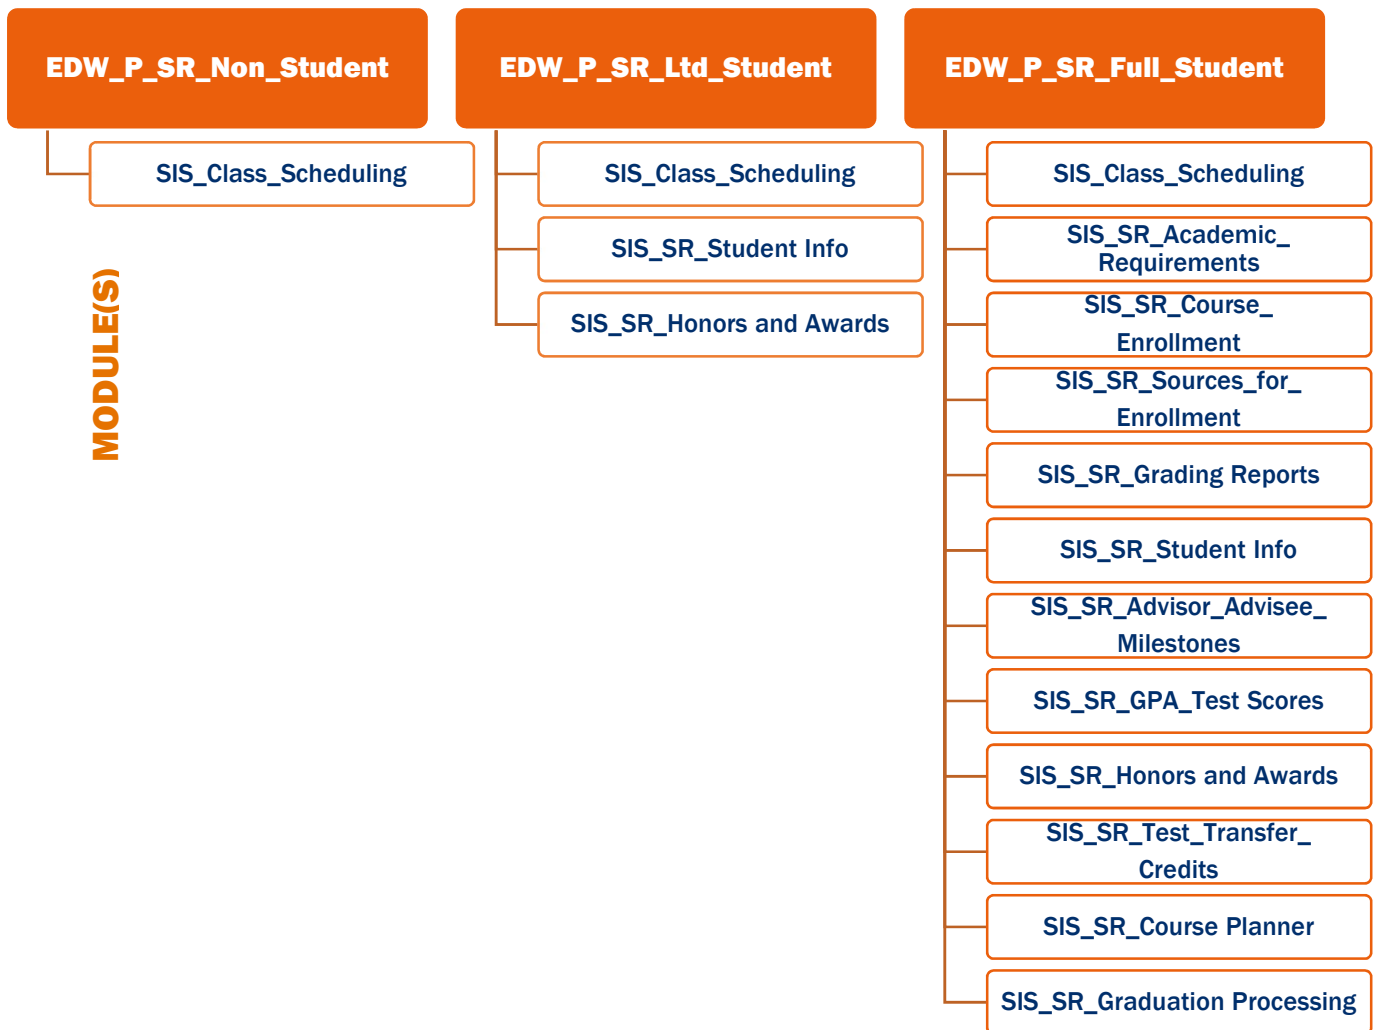 EDW_P_SR_Non_Student
SIS_Class_Scheduling
MODULE(S)
EDW_P_SR_Ltd_Student
SIS_Class_Scheduling
SIS_SR_Student Info
SIS_SR_Honors and Awards
EDW_P_SR_Full_Student
SIS_Class_Scheduling
SIS_SR_Academic_
Requirements
SIS_SR_Course_
Enrollment
SIS_SR_Sources_for_
Enrollment
SIS_SR_Grading Reports
SIS_SR_Student Info
SIS_SR_Advisor_Advisee_
Milestones
SIS_SR_GPA_Test Scores
SIS_SR_Honors and Awards
SIS_SR_Test_Transfer_
Credits
SIS_SR_Course Planner
SIS_SR_Graduation Processing